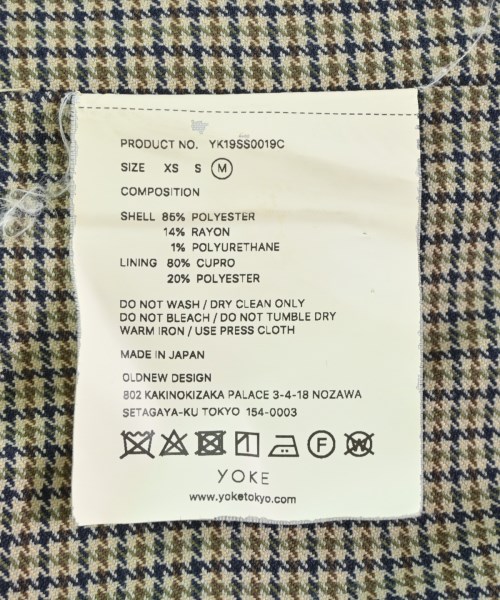 PRODUCT NO. YK19SS0019C
SIZE XS S M
COMPOSITION
SHELL 85% POLYESTER
14% RAYON
1% POLYURETHANE
LINING 80% CUPRO
20% POLYESTER
DO NOT WASH / DRY CLEAN ONLY
DO NOT BLEACH / DO NOT TUMBLE DRY
WARM IRON / USE PRESS CLOTH
MADE IN JAPAN
OLDNEW DESIGN
802 KAKINOKIZAKA PALACE 3-4-18 NOZAWA
SETAGAYA-KU TOKYO 154-0003
F W
YOKE
www.yoketokyo.com